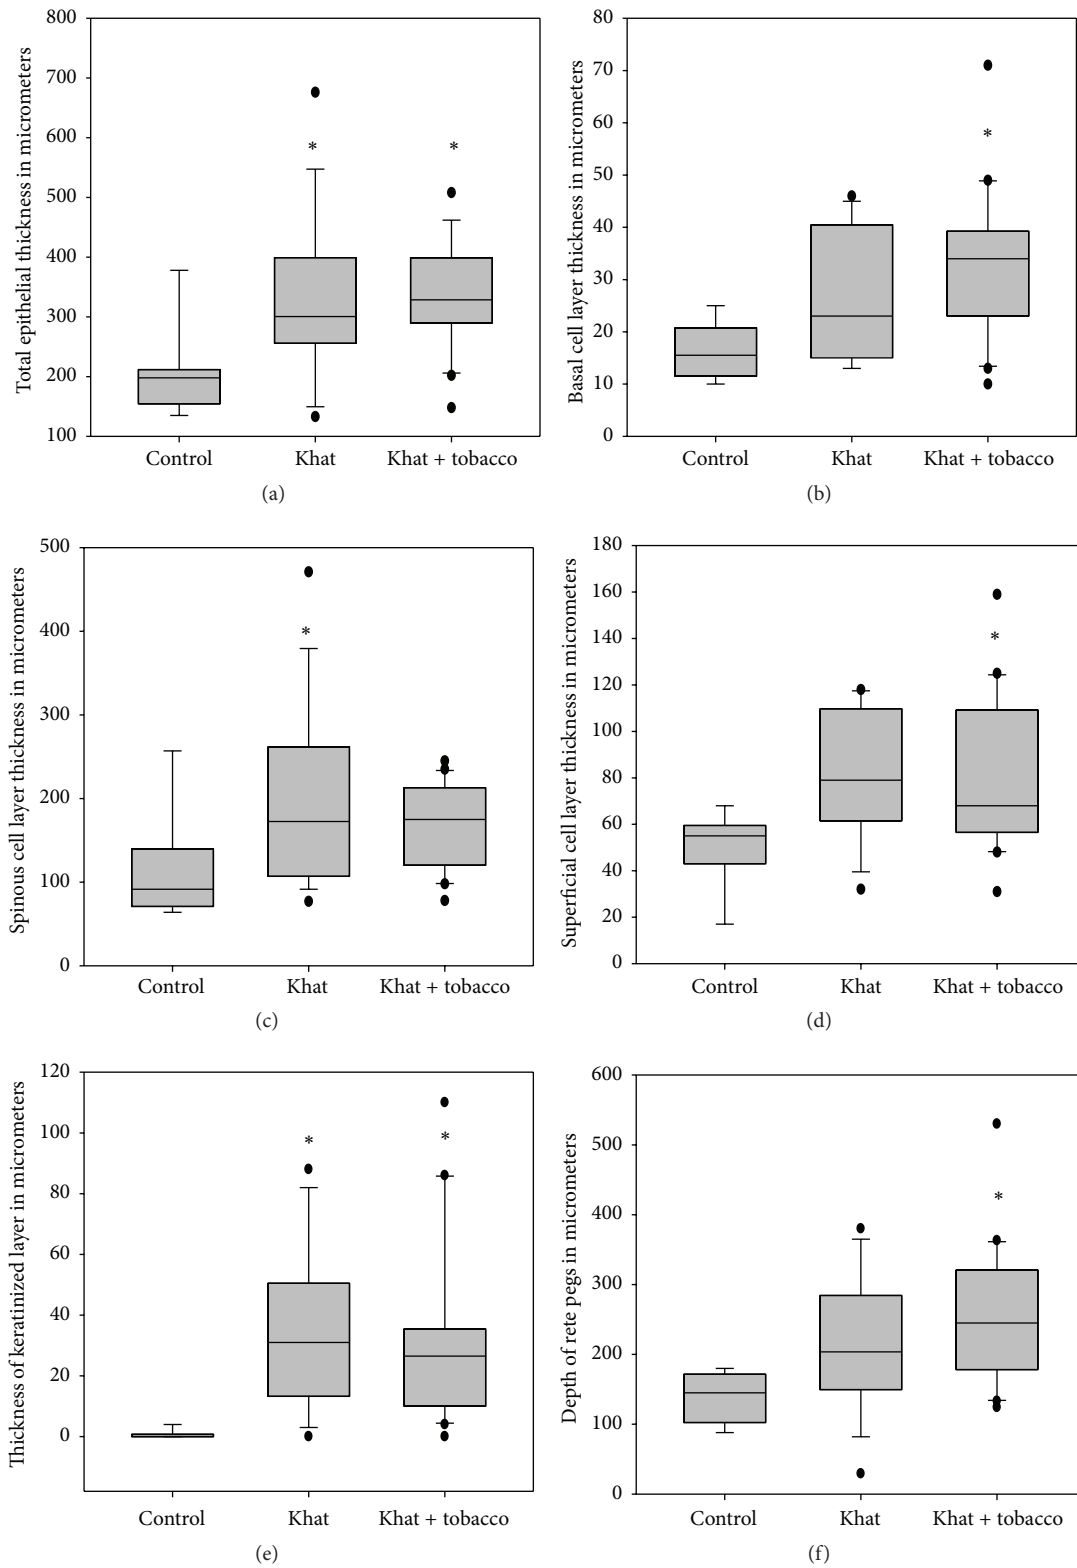 Total epithelial thickness in micrometers
800
700
600
500
400
300
200
100
*
*
Control
Khat
Khat + tobacco
(a)
Basal cell layer thickness in micrometers
80
70
60
50
40
30
20
10
0
*
Control
Khat
Khat + tobacco
(b)
Spinous cell layer thickness in micrometers
500
400
300
200
100
0
*
Control
Khat
Khat + tobacco
(c)
Superficial cell layer thickness in micrometers
180
160
140
120
100
80
60
40
20
0
*
Control
Khat
Khat + tobacco
(d)
Thickness of keratinized layer in micrometers
120
100
80
60
40
20
0
*
*
Control
Khat
Khat + tobacco
(e)
Depth of rete pegs in micrometers
600
500
400
300
200
100
0
*
Control
Khat
Khat + tobacco
(f)